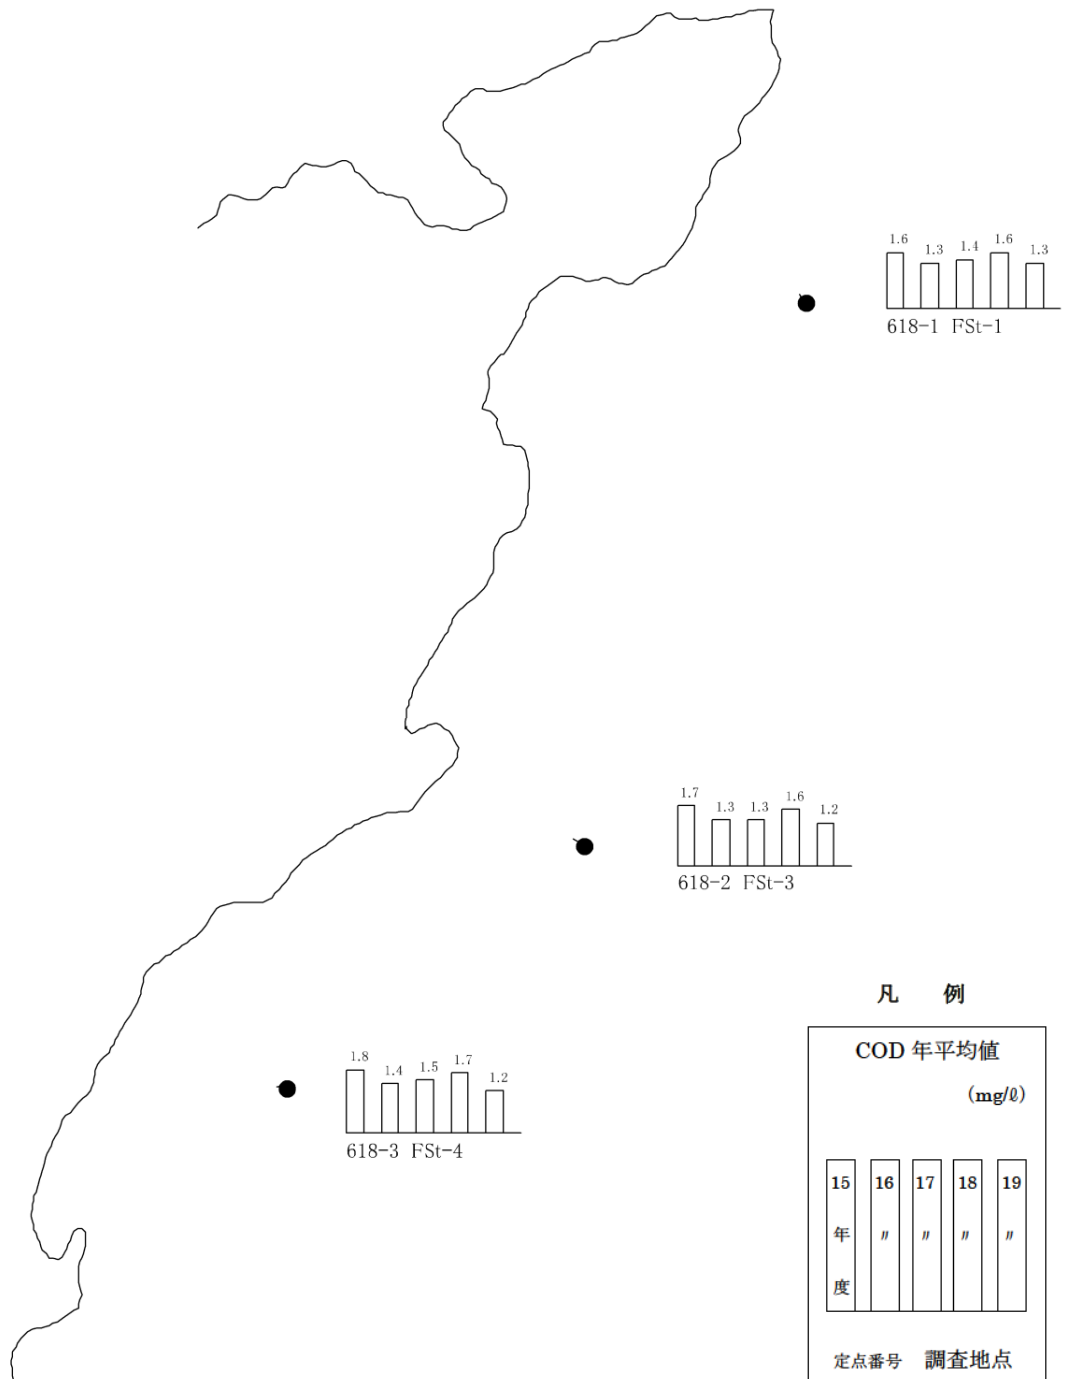 1.6 1.3 1.4 1.6 1.3
618-1 FSt-1
1.7 1.3 1.3 1.6 1.2
618-2 FSt-3
凡 例
COD 年平均値
(mg/ℓ)
1.8 1.4 1.5 1.7 1.2
618-3 FSt-4
15 16 17 18 19
年 〃 〃 〃 〃
度
定点番号 調査地点